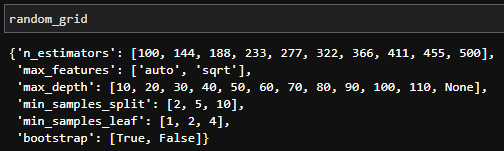 random_grid
{'n_estimators': [100, 144, 188, 233, 277, 322, 366, 411, 455, 500],
'max_features': ['auto', 'sqrt'],
'max_depth': [10, 20, 30, 40, 50, 60, 70, 80, 90, 100, 110, None],
'min_samples_split': [2, 5, 10],
'min_samples_leaf': [1, 2, 4],
'bootstrap': [True, False]}